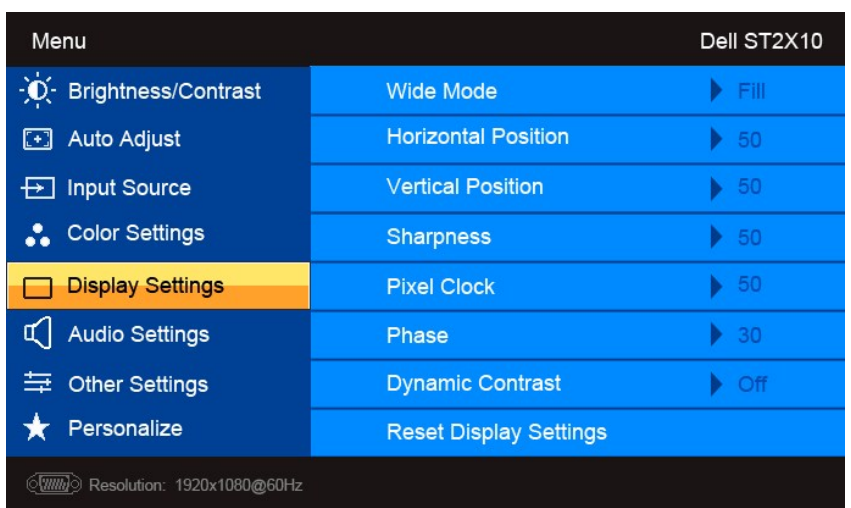 Menu Dell ST2X10
Brightness/Contrast Wide Mode Fill
Auto Adjust Horizontal Position 50
Input Source Vertical Position 50
Color Settings Sharpness 50
Display Settings Pixel Clock 50
Audio Settings Phase 30
Other Settings Dynamic Contrast Off
Personalize Reset Display Settings
Resolution: 1920x1080@60Hz